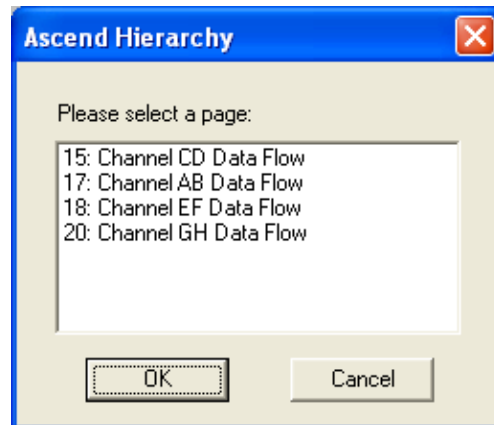 Ascend Hierarchy
Please select a page:
15: Channel CD Data Flow
17: Channel AB Data Flow
18: Channel EF Data Flow
20: Channel GH Data Flow
OK Cancel